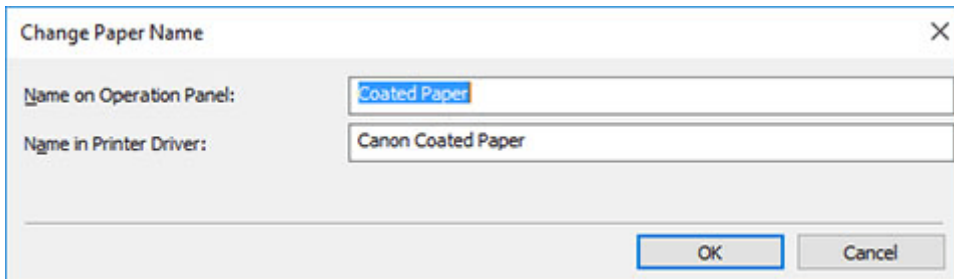 Change Paper Name
Name on Operation Panel: Coated Paper
Name in Printer Driver: Canon Coated Paper
OK Cancel